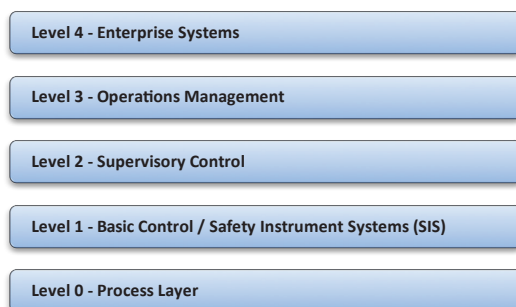 Level 4 - Enterprise Systems
Level 3 - Operations Management
Level 2 - Supervisory Control
Level 1 - Basic Control / Safety Instrument Systems (SIS)
Level 0 - Process Layer